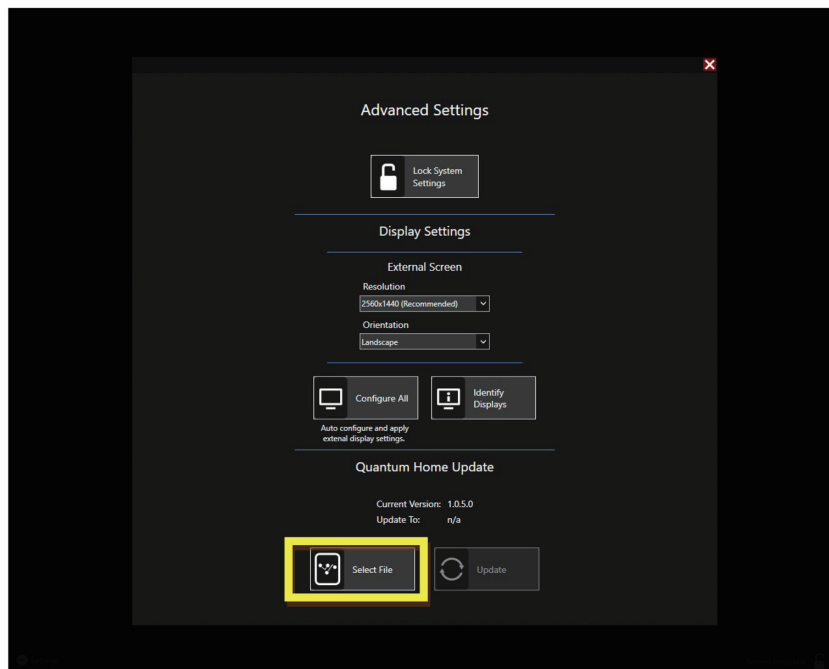 Advanced Settings
Lock System
Settings
Display Settings
External Screen
Resolution
2560x1440 (Recommended)
Orientation
Landscape
Configure All
Identify
Displays
Auto configure and apply
extenal display settings.
Quantum Home Update
Current Version: 1.0.5.0
Update To: n/a
Select File
Update